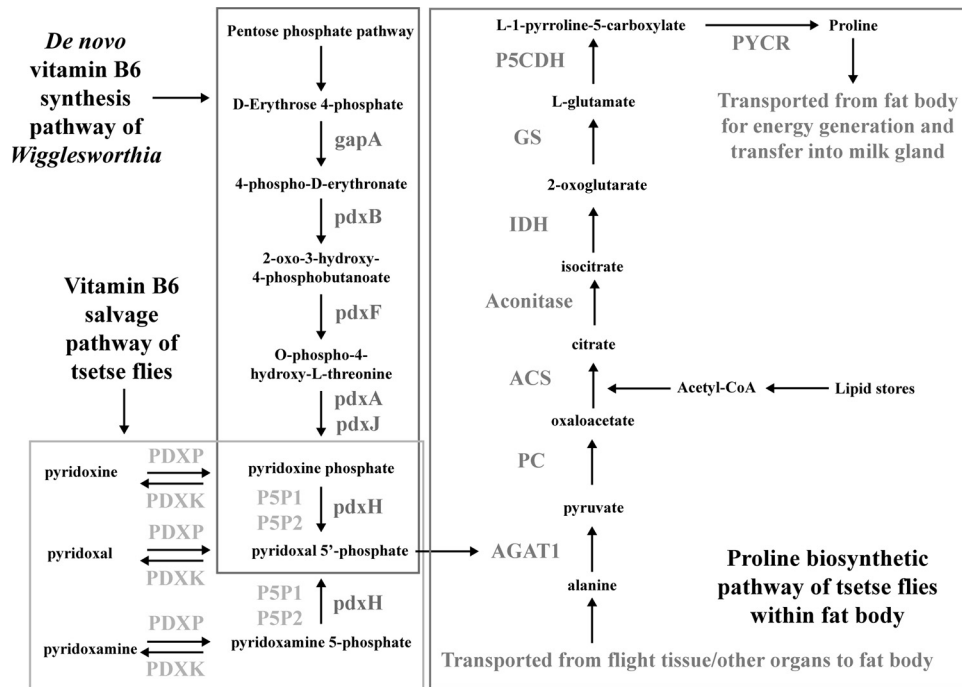 De novo
vitamin B6
synthesis
pathway of
Wigglesworthia
Vitamin B6
salvage
pathway of
tsetse flies
Pentose phosphate pathway
D-Erythrose 4-phosphate
gapA
4-phospho-D-erythronate
pdxB
2-oxo-3-hydroxy-
4-phosphobutanoate
pdxF
O-phospho-4-
hydroxy-L-threonine
pdxA
pdxJ
pyridoxine
PDXP
PDXK
pyridoxine phosphate
P5P1
P5P2
pdxH
pyridoxal
PDXP
PDXK
pyridoxal 5'-phosphate
P5P1
P5P2
pdxH
pyridoxamine
PDXP
PDXK
pyridoxamine 5-phosphate
L-1-pyrroline-5-carboxylate
PYCR
Proline
P5CDH
Transported from fat body
for energy generation and
transfer into milk gland
L-glutamate
GS
2-oxoglutarate
IDH
isocitrate
Aconitase
citrate
ACS
Acetyl-CoA
Lipid stores
oxaloacetate
PC
pyruvate
AGAT1
alanine
Proline biosynthetic
pathway of tsetse flies
within fat body
Transported from flight tissue/other organs to fat body